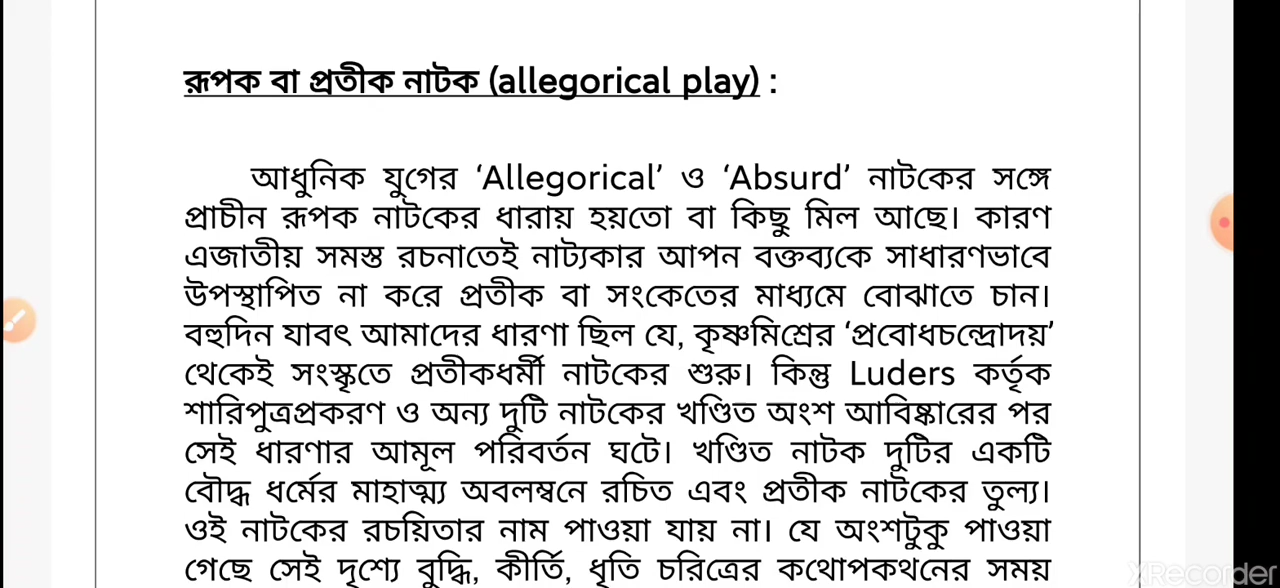 রূপক বা প্রতীক নাটক (allegorical play) :
আধুনিক যুগের ‘Allegorical’ ও ‘Absurd’ নাটকের সঙ্গে
প্রাচীন রূপক নাটকের ধারায় হয়তো বা কিছু মিল আছে। কারণ
এজাতীয় সমস্ত রচনাতেই নাট্যকার আপন বক্তব্যকে সাধারণভাবে
উপস্থাপিত না করে প্রতীক বা সংকেতের মাধ্যমে বোঝাতে চান।
বহুদিন যাবৎ আমাদের ধারণা ছিল যে, কৃষ্ণমিশ্রের ‘প্রবোধচন্দ্রোদয়’
থেকেই সংস্কৃতে প্রতীকধর্মী নাটকের শুরু। কিন্তু Luders কর্তৃক
শারিপুত্রপ্রকরণ ও অন্য দুটি নাটকের খণ্ডিত অংশ আবিষ্কারের পর
সেই ধারণার আমূল পরিবর্তন ঘটে। খণ্ডিত নাটক দুটির একটি
বৌদ্ধ ধর্মের মাহাত্ম্য অবলম্বনে রচিত এবং প্রতীক নাটকের তুল্য।
ওই নাটকের রচয়িতার নাম পাওয়া যায় না। যে অংশটুকু পাওয়া
গেছে সেই দৃশ্যে বুদ্ধি, কীর্তি, ধৃতি চরিত্রের কথোপকথনের সময়
XRecorder